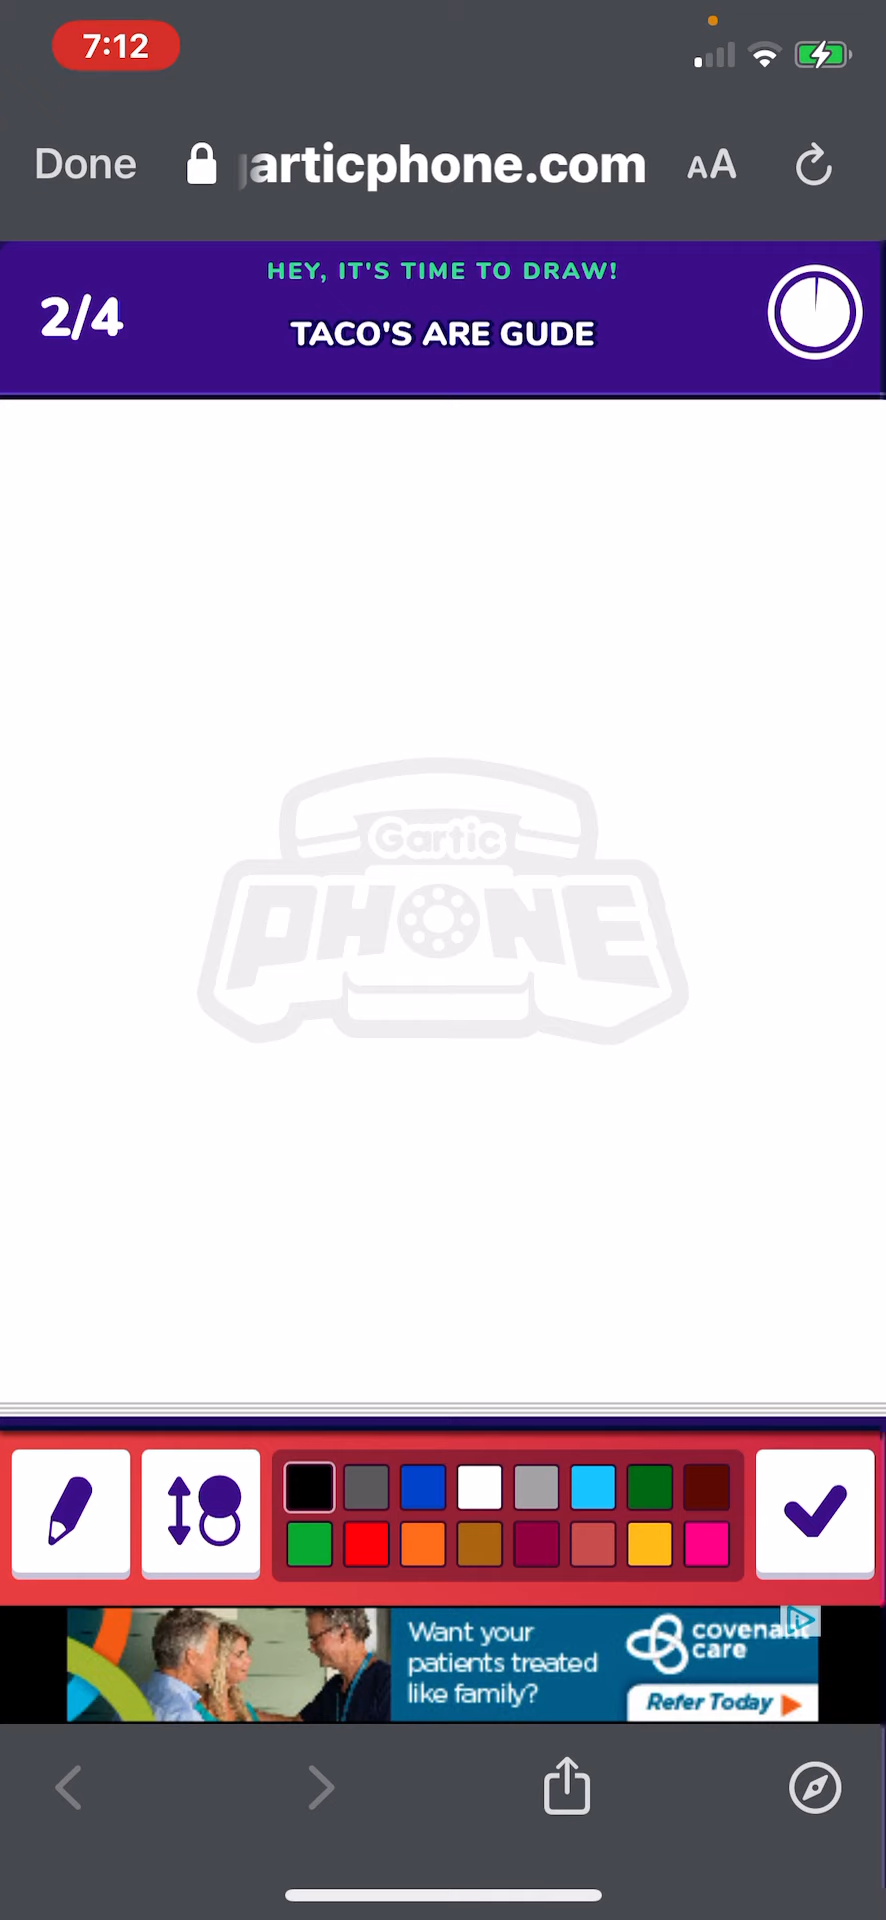 7:12
Done
articphone.com
AA
HEY, IT'S TIME TO DRAW!
2/4
TACO'S ARE GUDE
Gartic
PHONE
Want your
patients treated
like family?
covenant
care
Refer Today